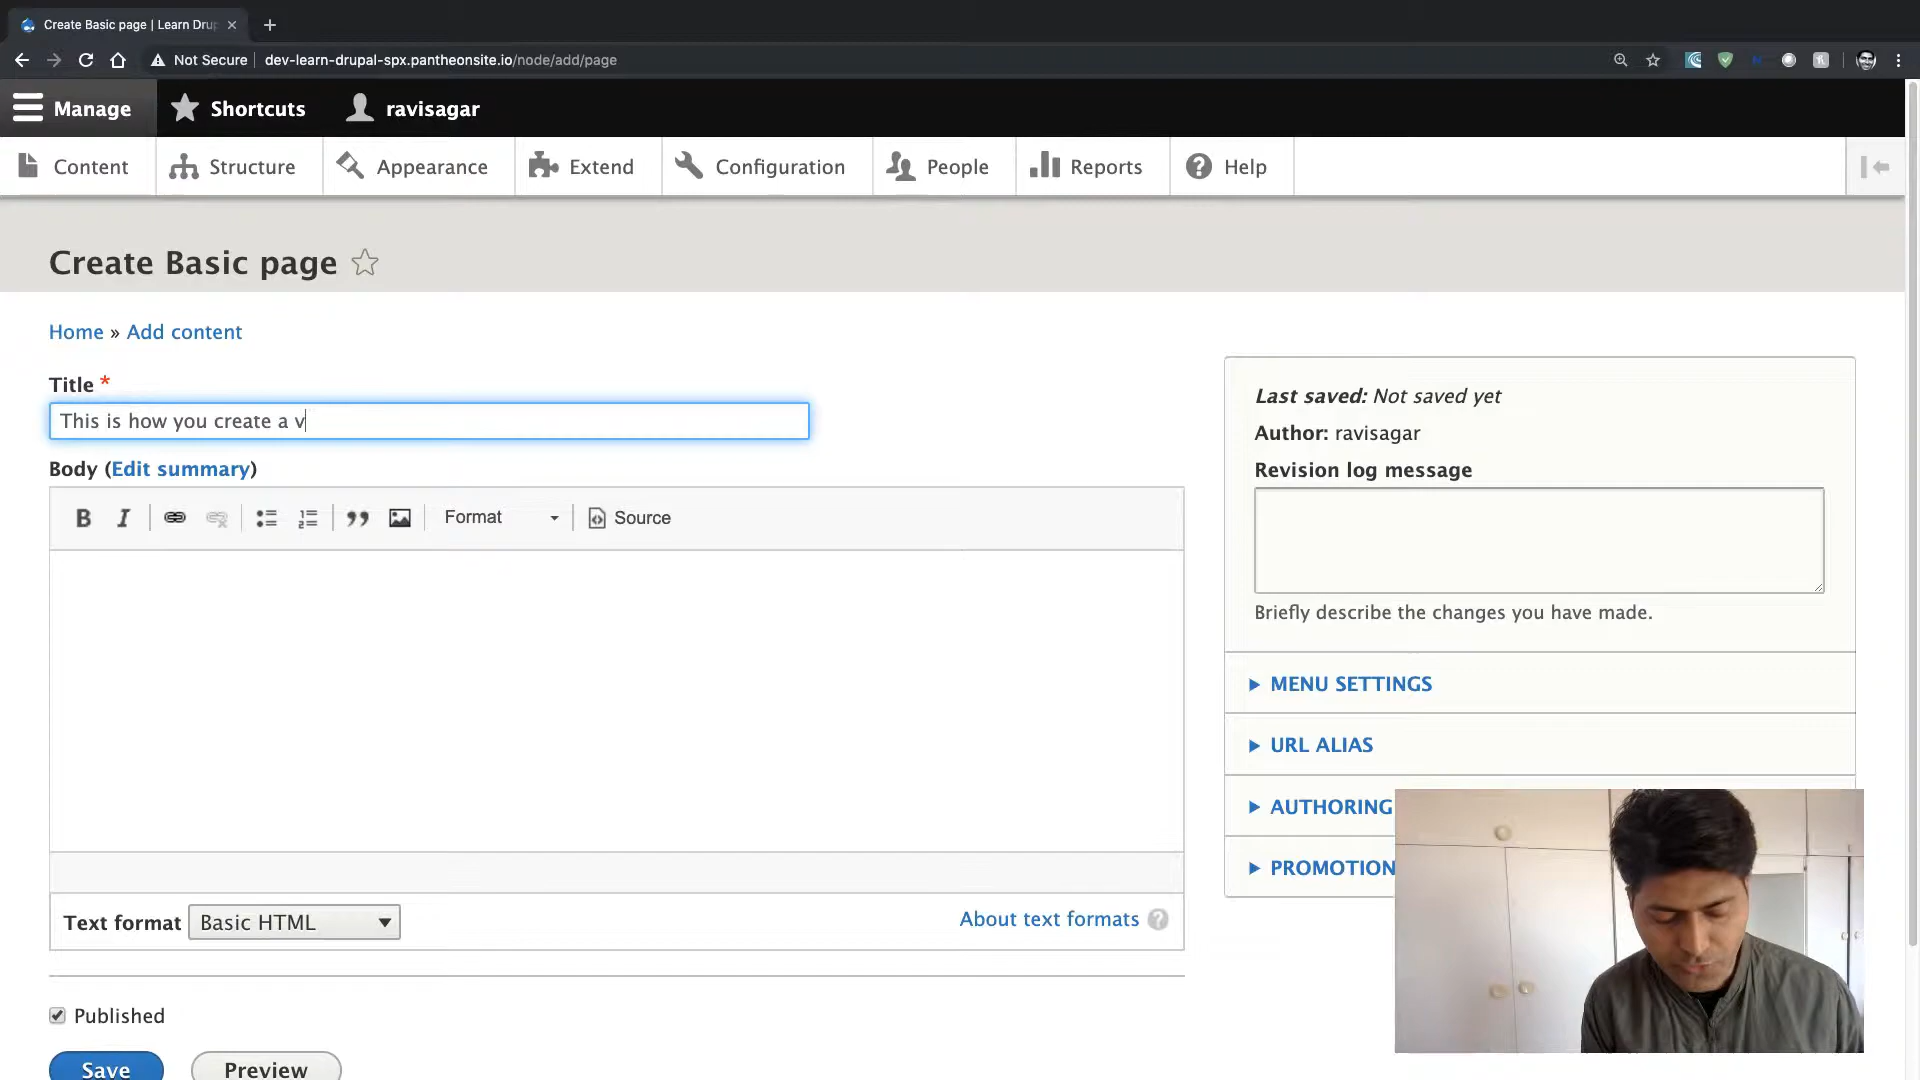 Create Basic page | Learn Dru
Not Secure
dev-learn-drupal-spx.pantheonsite.io/node/add/page
Manage
Shortcuts
ravisagar
Content
Structure
Appearance
Extend
Configuration
People
Reports
Help
Create Basic page
Home » Add content
Title *
This is how you create a v
Body (Edit summary)
Format
Source
Text format
Basic HTML
About text formats
Published
Save
Preview
Last saved: Not saved yet
Author: ravisagar
Revision log message
Briefly describe the changes you have made.
MENU SETTINGS
URL ALIAS
AUTHORING
PROMOTION